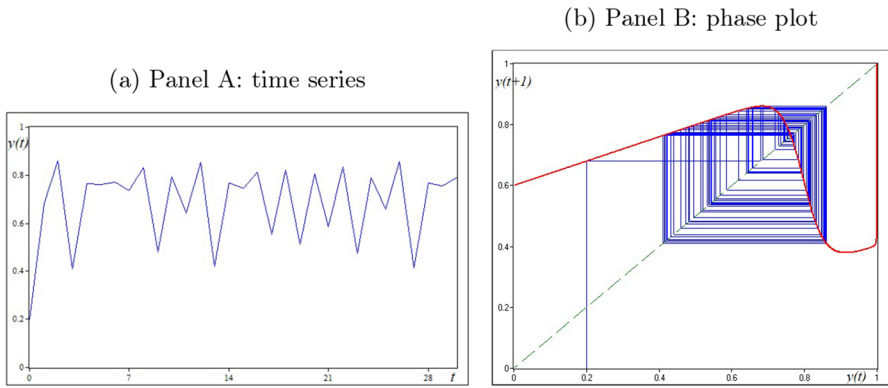 (a) Panel A: time series
y(t)
1
0.8
0.6
0.4
0.2
0
0 7 14 21 28 t
(b) Panel B: phase plot
1
y(t+1)
0.8
0.6
0.4
0.2
0
0 0.2 0.4 0.6 0.8 y(t) 1